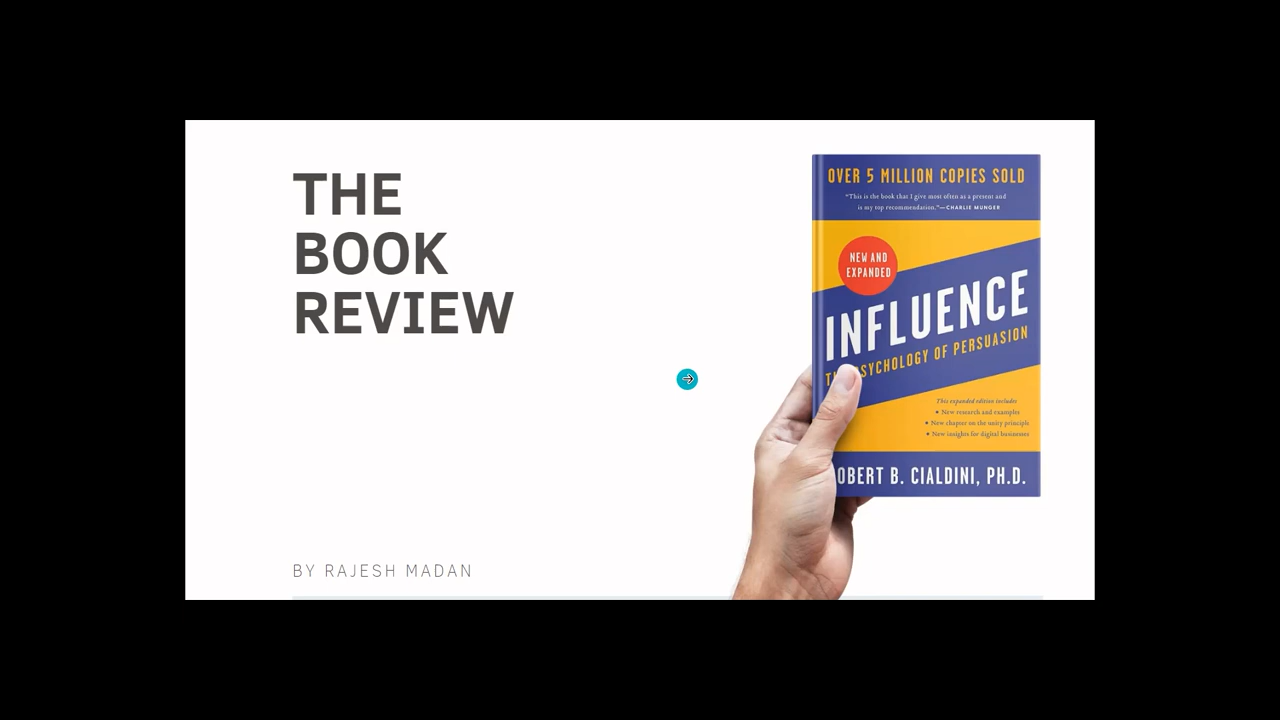 THE
BOOK
REVIEW
BY RAJESH MADAN
OVER 5 MILLION COPIES SOLD
"This is the book that I give most often as a present and
is my top recommendation."—CHARLIE MUNGER
NEW AND
EXPANDED
INFLUENCE
T PSYCHOLOGY OF PERSUASION
This expanded edition includes
• New research and examples
• New chapter on the unity principle
• New insights for digital businesses
OBERT B. CIALDINI, PH.D.